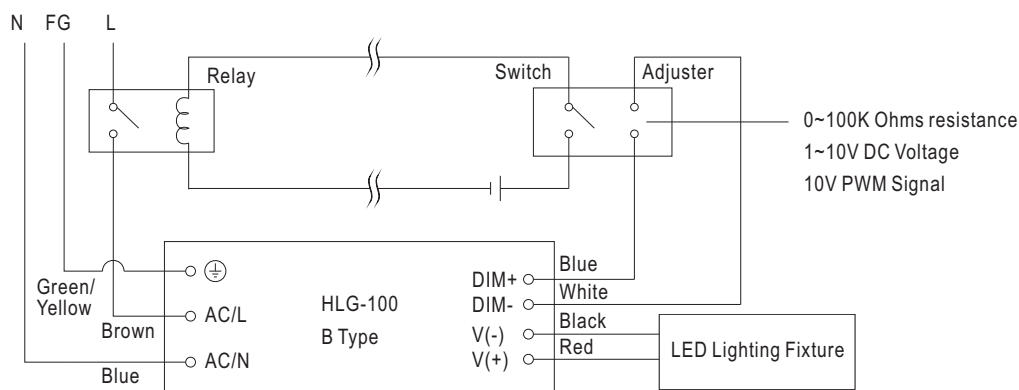 N FG L
Relay
Switch
Adjuster
0~100K Ohms resistance
1~10V DC Voltage
10V PWM Signal
Green/
Yellow
Brown
Blue
AC/L
AC/N
HLG-100
B Type
DIM+
DIM-
V(-)
V(+)
Blue
White
Black
Red
LED Lighting Fixture